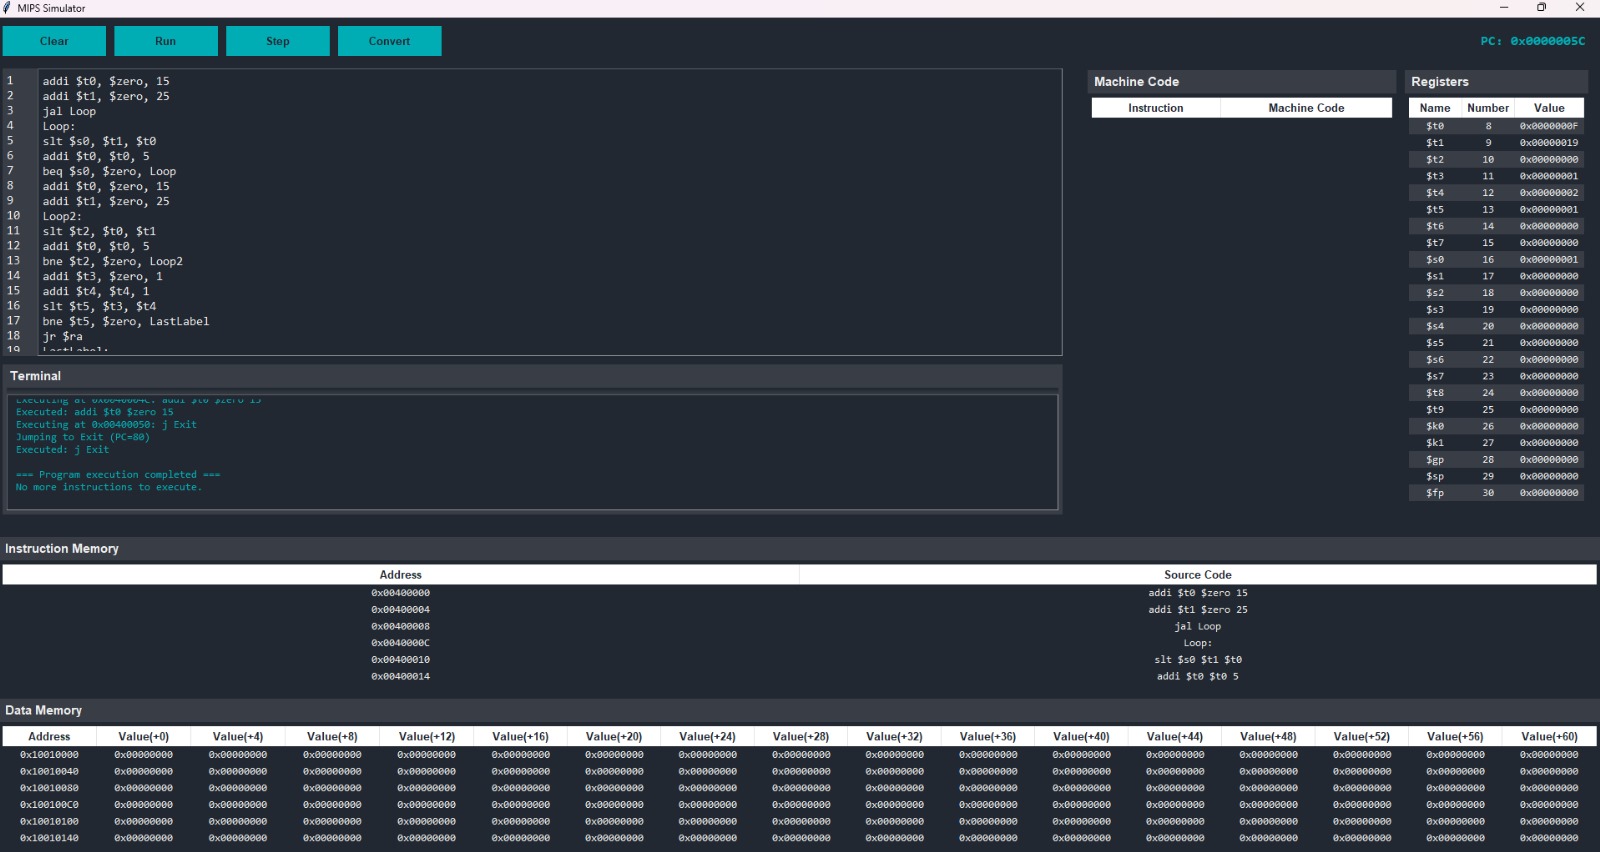 MIPS Simulator
Clear Run Step Convert PC: 0x0000005C
1 addi $t0, $zero, 15
2 addi $t1, $zero, 25
3 jal Loop
4 Loop:
5 slt $s0, $t1, $t0
6 addi $t0, $t0, 5
7 beq $s0, $zero, Loop
8 addi $t0, $zero, 15
9 addi $t1, $zero, 25
10 Loop2:
11 slt $t2, $t0, $t1
12 addi $t0, $t0, 5
13 bne $t2, $zero, Loop2
14 addi $t3, $zero, 1
15 addi $t4, $t4, 1
16 slt $t5, $t3, $t4
17 bne $t5, $zero, LastLabel
18 jr $ra
19 LastLabel:
Terminal
Executing at 0x0040004C: addi $t0 $zero 15
Executed: addi $t0 $zero 15
Executing at 0x00400050: j Exit
Jumping to Exit (PC=80)
Executed: j Exit
=== Program execution completed ===
No more instructions to execute.
Machine Code
Instruction Machine Code
Registers
Name Number Value
$t0 8 0x0000000F
$t1 9 0x00000019
$t2 10 0x00000000
$t3 11 0x00000001
$t4 12 0x00000002
$t5 13 0x00000001
$t6 14 0x00000000
$t7 15 0x00000000
$s0 16 0x00000001
$s1 17 0x00000000
$s2 18 0x00000000
$s3 19 0x00000000
$s4 20 0x00000000
$s5 21 0x00000000
$s6 22 0x00000000
$s7 23 0x00000000
$t8 24 0x00000000
$t9 25 0x00000000
$k0 26 0x00000000
$k1 27 0x00000000
$gp 28 0x00000000
$sp 29 0x00000000
$fp 30 0x00000000
Instruction Memory
Address Source Code
0x00400000 addi $t0 $zero 15
0x00400004 addi $t1 $zero 25
0x00400008 jal Loop
0x0040000C Loop:
0x00400010 slt $s0 $t1 $t0
0x00400014 addi $t0 $t0 5
Data Memory
Address Value(+0) Value(+4) Value(+8) Value(+12) Value(+16) Value(+20) Value(+24) Value(+28) Value(+32) Value(+36) Value(+40) Value(+44) Value(+48) Value(+52) Value(+56) Value(+60)
0x10010000 0x00000000 0x00000000 0x00000000 0x00000000 0x00000000 0x00000000 0x00000000 0x00000000 0x00000000 0x00000000 0x00000000 0x00000000 0x00000000 0x00000000 0x00000000 0x00000000
0x10010040 0x00000000 0x00000000 0x00000000 0x00000000 0x00000000 0x00000000 0x00000000 0x00000000 0x00000000 0x00000000 0x00000000 0x00000000 0x00000000 0x00000000 0x00000000 0x00000000
0x10010080 0x00000000 0x00000000 0x00000000 0x00000000 0x00000000 0x00000000 0x00000000 0x00000000 0x00000000 0x00000000 0x00000000 0x00000000 0x00000000 0x00000000 0x00000000 0x00000000
0x100100C0 0x00000000 0x00000000 0x00000000 0x00000000 0x00000000 0x00000000 0x00000000 0x00000000 0x00000000 0x00000000 0x00000000 0x00000000 0x00000000 0x00000000 0x00000000 0x00000000
0x10010100 0x00000000 0x00000000 0x00000000 0x00000000 0x00000000 0x00000000 0x00000000 0x00000000 0x00000000 0x00000000 0x00000000 0x00000000 0x00000000 0x00000000 0x00000000 0x00000000
0x10010140 0x00000000 0x00000000 0x00000000 0x00000000 0x00000000 0x00000000 0x00000000 0x00000000 0x00000000 0x00000000 0x00000000 0x00000000 0x00000000 0x00000000 0x00000000 0x00000000